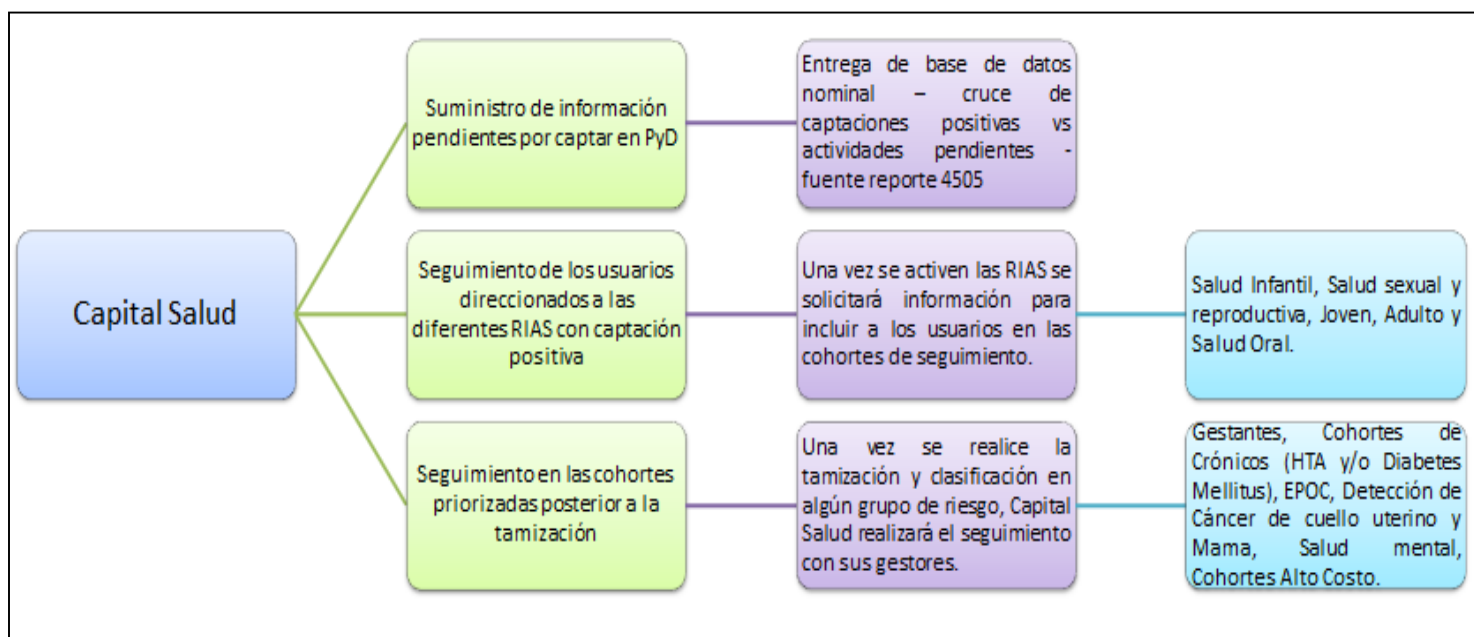 Capital Salud
Suministro de información
pendientes por captar en PyD
Entrega de base de datos
nominal – cruce de
captaciones positivas vs
actividades pendientes -
fuente reporte 4505
Seguimiento de los usuarios
direccionados a las
diferentes RIAS con captación
positiva
Una vez se activen las RIAS se
solicitará información para
incluir a los usuarios en las
cohortes de seguimiento.
Salud Infantil, Salud sexual y
reproductiva, Joven, Adulto y
Salud Oral.
Seguimiento en las cohortes
priorizadas posterior a la
tamización
Una vez se realice la
tamización y clasificación en
algún grupo de riesgo, Capital
Salud realizará el seguimiento
con sus gestores.
Gestantes, Cohortes de
Crónicos (HTA y/o Diabetes
Mellitus), EPOC, Detección de
Cáncer de cuello uterino y
Mama, Salud mental,
Cohortes Alto Costo.